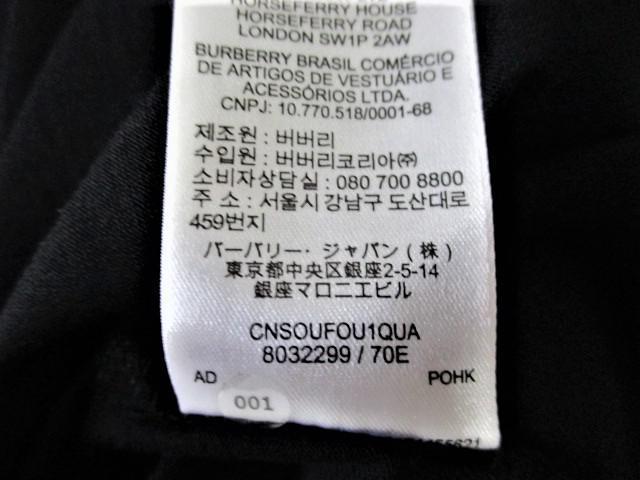 HORSEFERRY HOUSE
HORSEFERRY ROAD
LONDON SW1P 2AW
BURBERRY BRASIL COMÉRCIO
DE ARTIGOS DE VESTUÁRIO E
ACESSÓRIOS LTDA.
CNPJ: 10.770.518/0001-68
제조원 : 버버리
수입원 : 버버리코리아㈜
소비자상담실 : 080 700 8800
주 소 : 서울시 강남구 도산대로
459번지
バーバリー・ジャパン (株)
東京都中央区銀座2-5-14
銀座マロニエビル
CNSOUFOU1QUA
8032299 / 70E
AD POHK
001